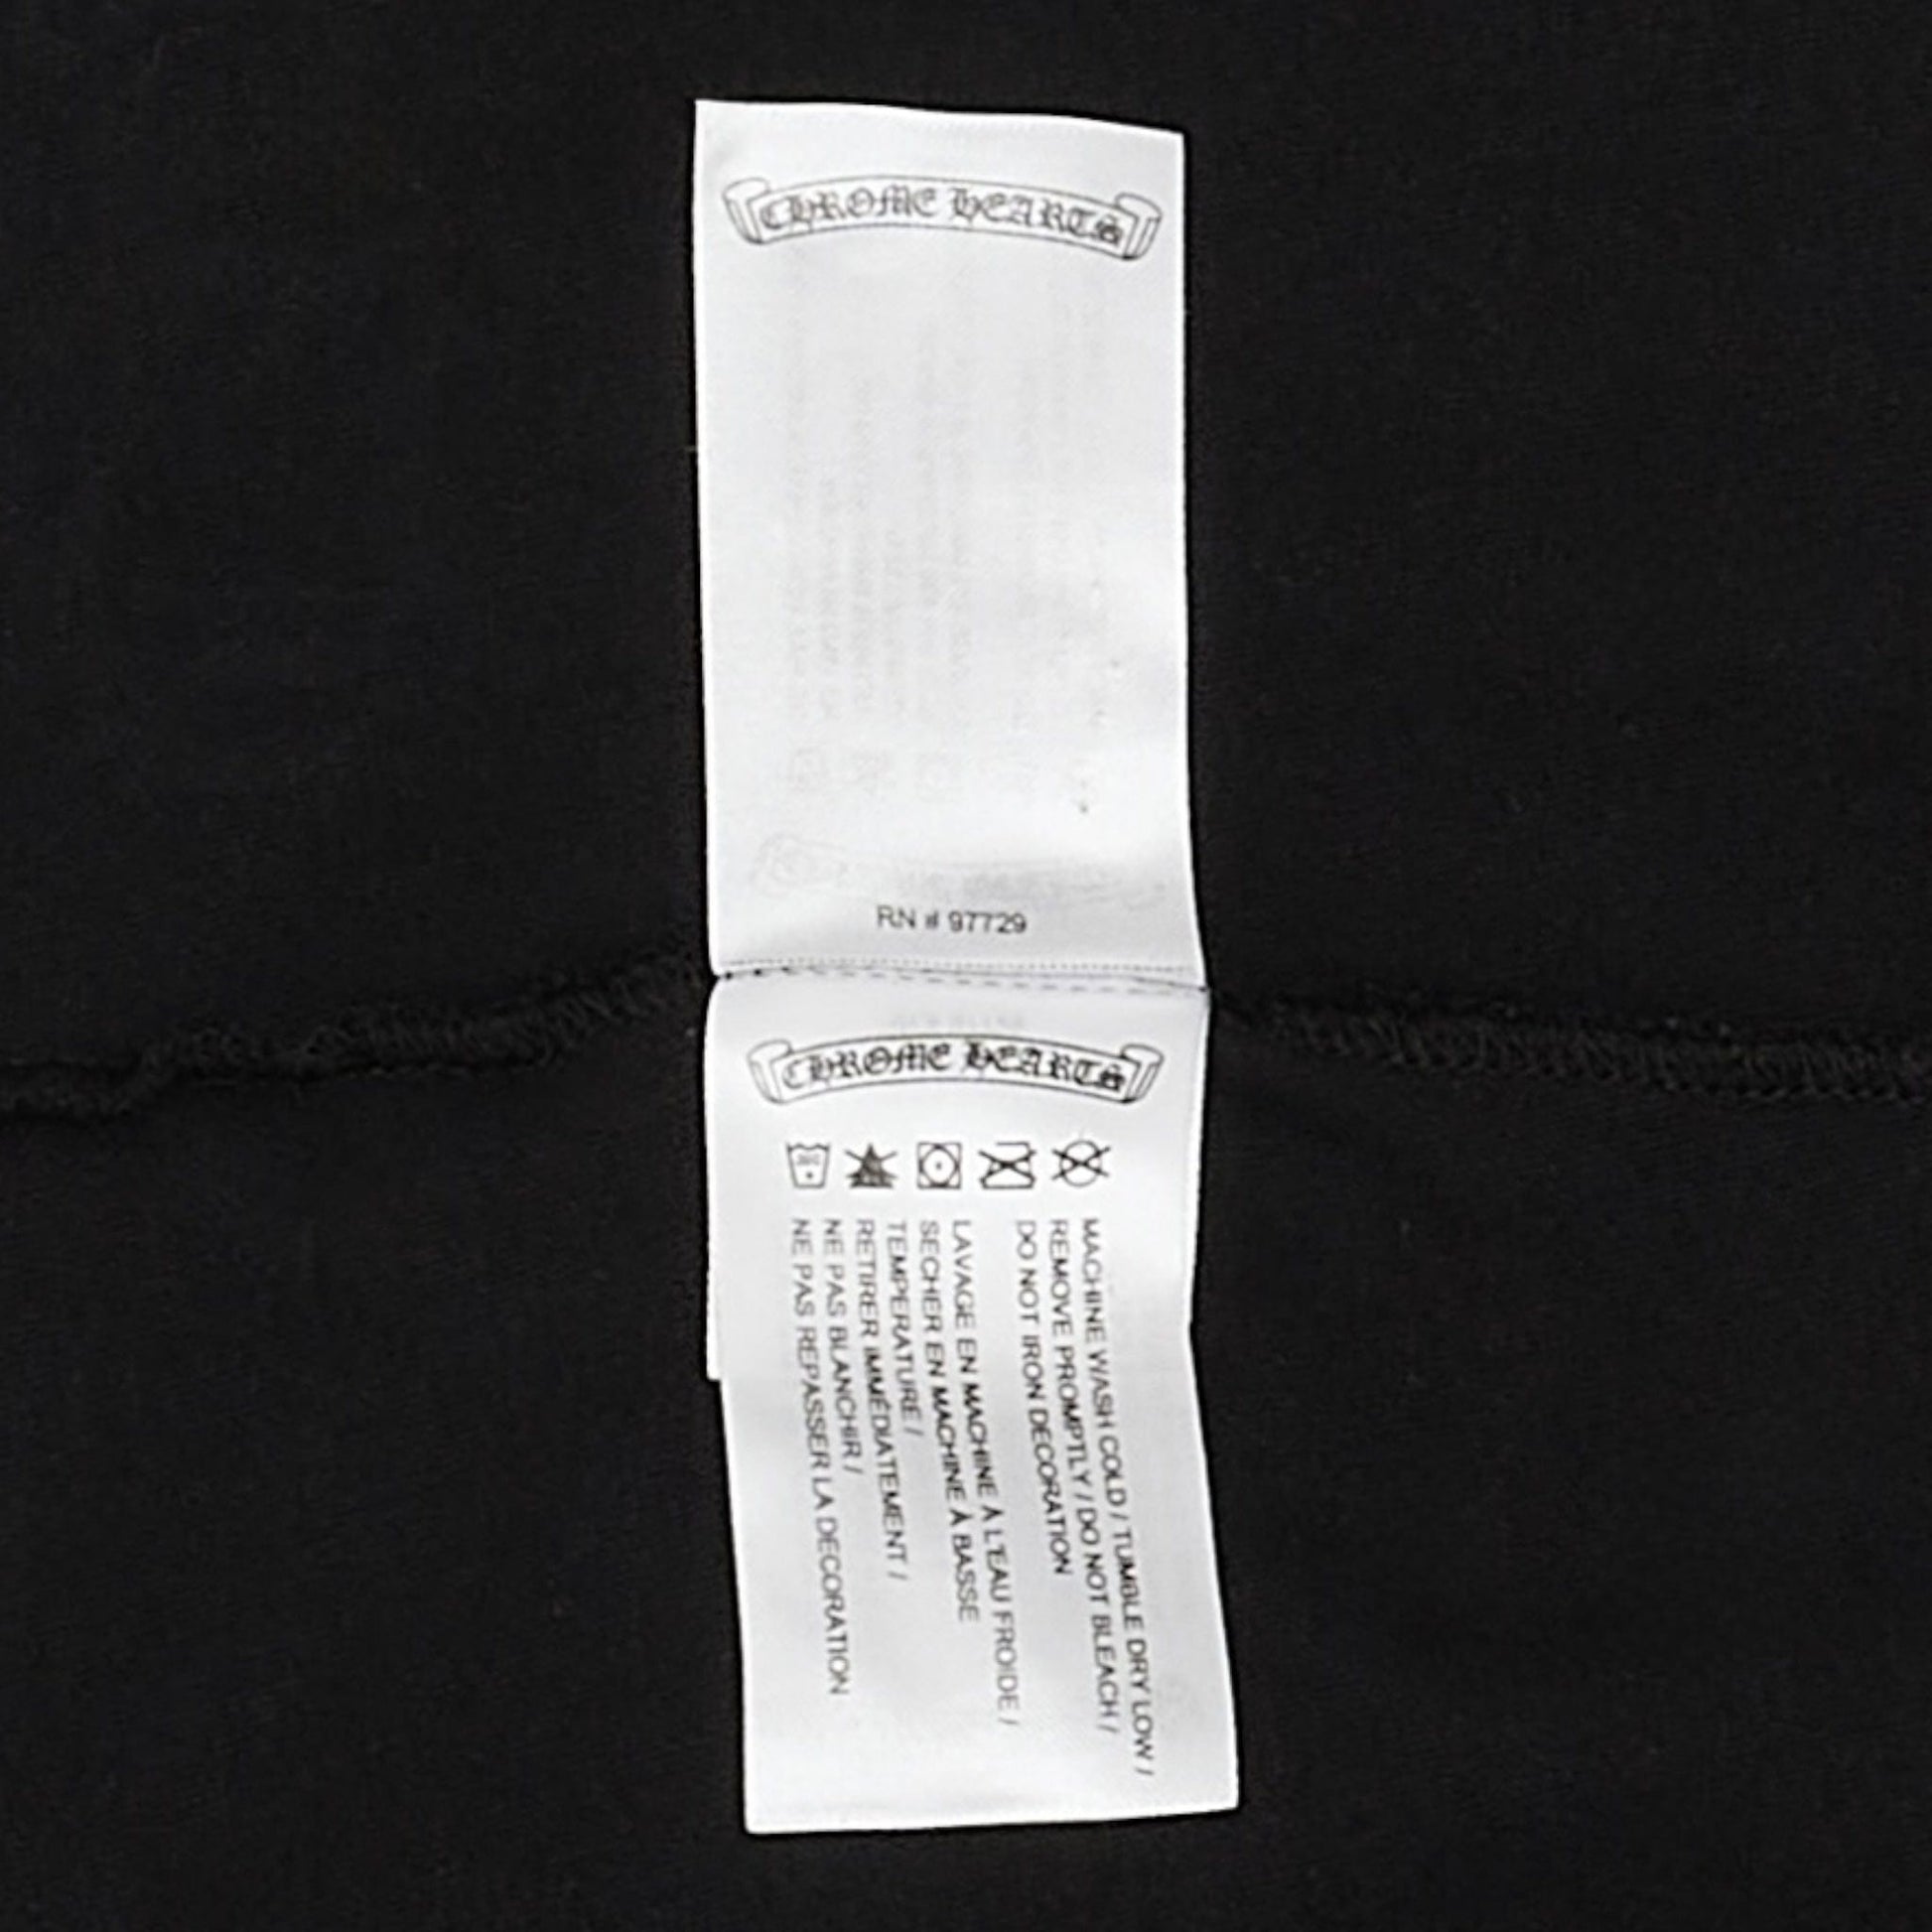 CHROME HEARTS
RN # 97729
CHROME HEARTS
MACHINE WASH COLD / TUMBLE DRY LOW /
REMOVE PROMPTLY / DO NOT BLEACH /
DO NOT IRON DECORATION
LAVAGE EN MACHINE À L'EAU FROIDE /
SECHER EN MACHINE À BASSE
TEMPERATURE /
RETIRER IMMÉDIATEMENT /
NE PAS BLANCHIR /
NE PAS REPASSER LA DECORATION